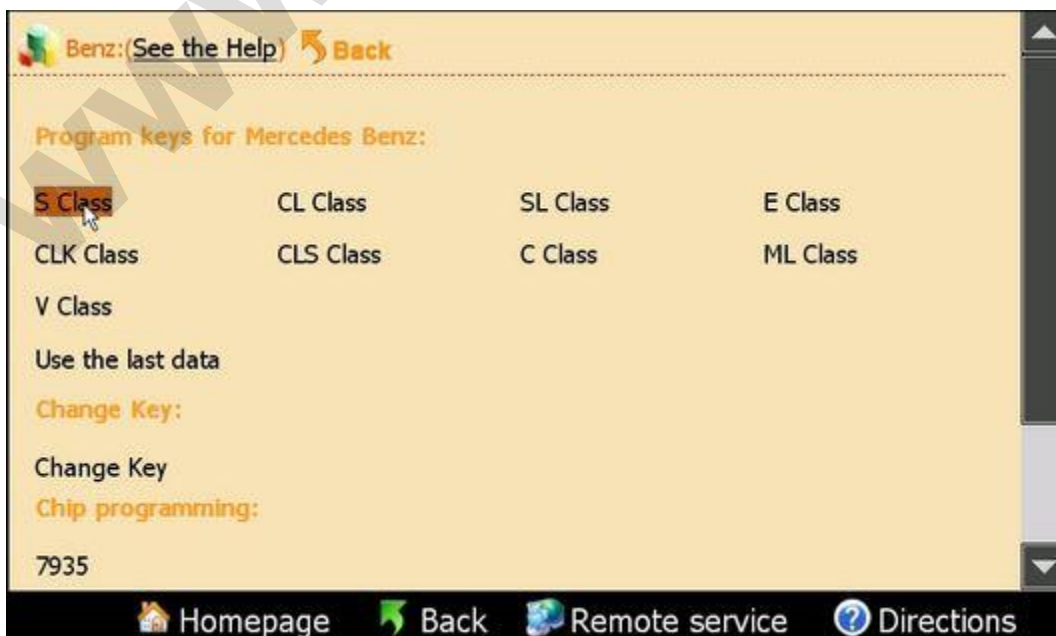 Benz:(See the Help) Back
Program keys for Mercedes Benz:
S Class CL Class SL Class E Class
CLK Class CLS Class C Class ML Class
V Class
Use the last data
Change Key:
Change Key
Chip programming:
7935
Homepage Back Remote service Directions